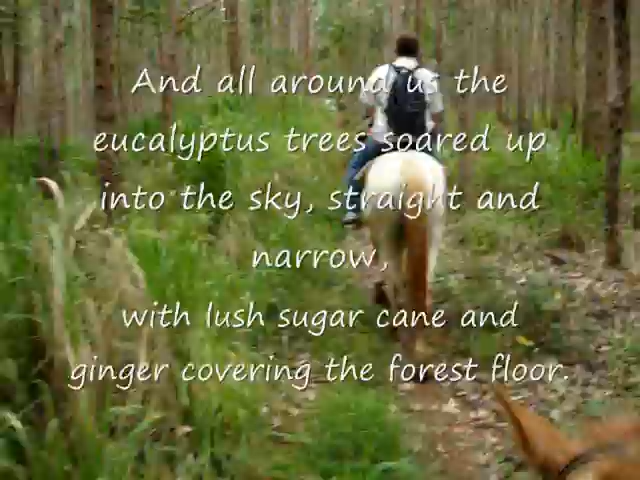 And all around us the
eucalyptus trees soared up
into the sky, straight and
narrow,
with lush sugar cane and
ginger covering the forest floor.